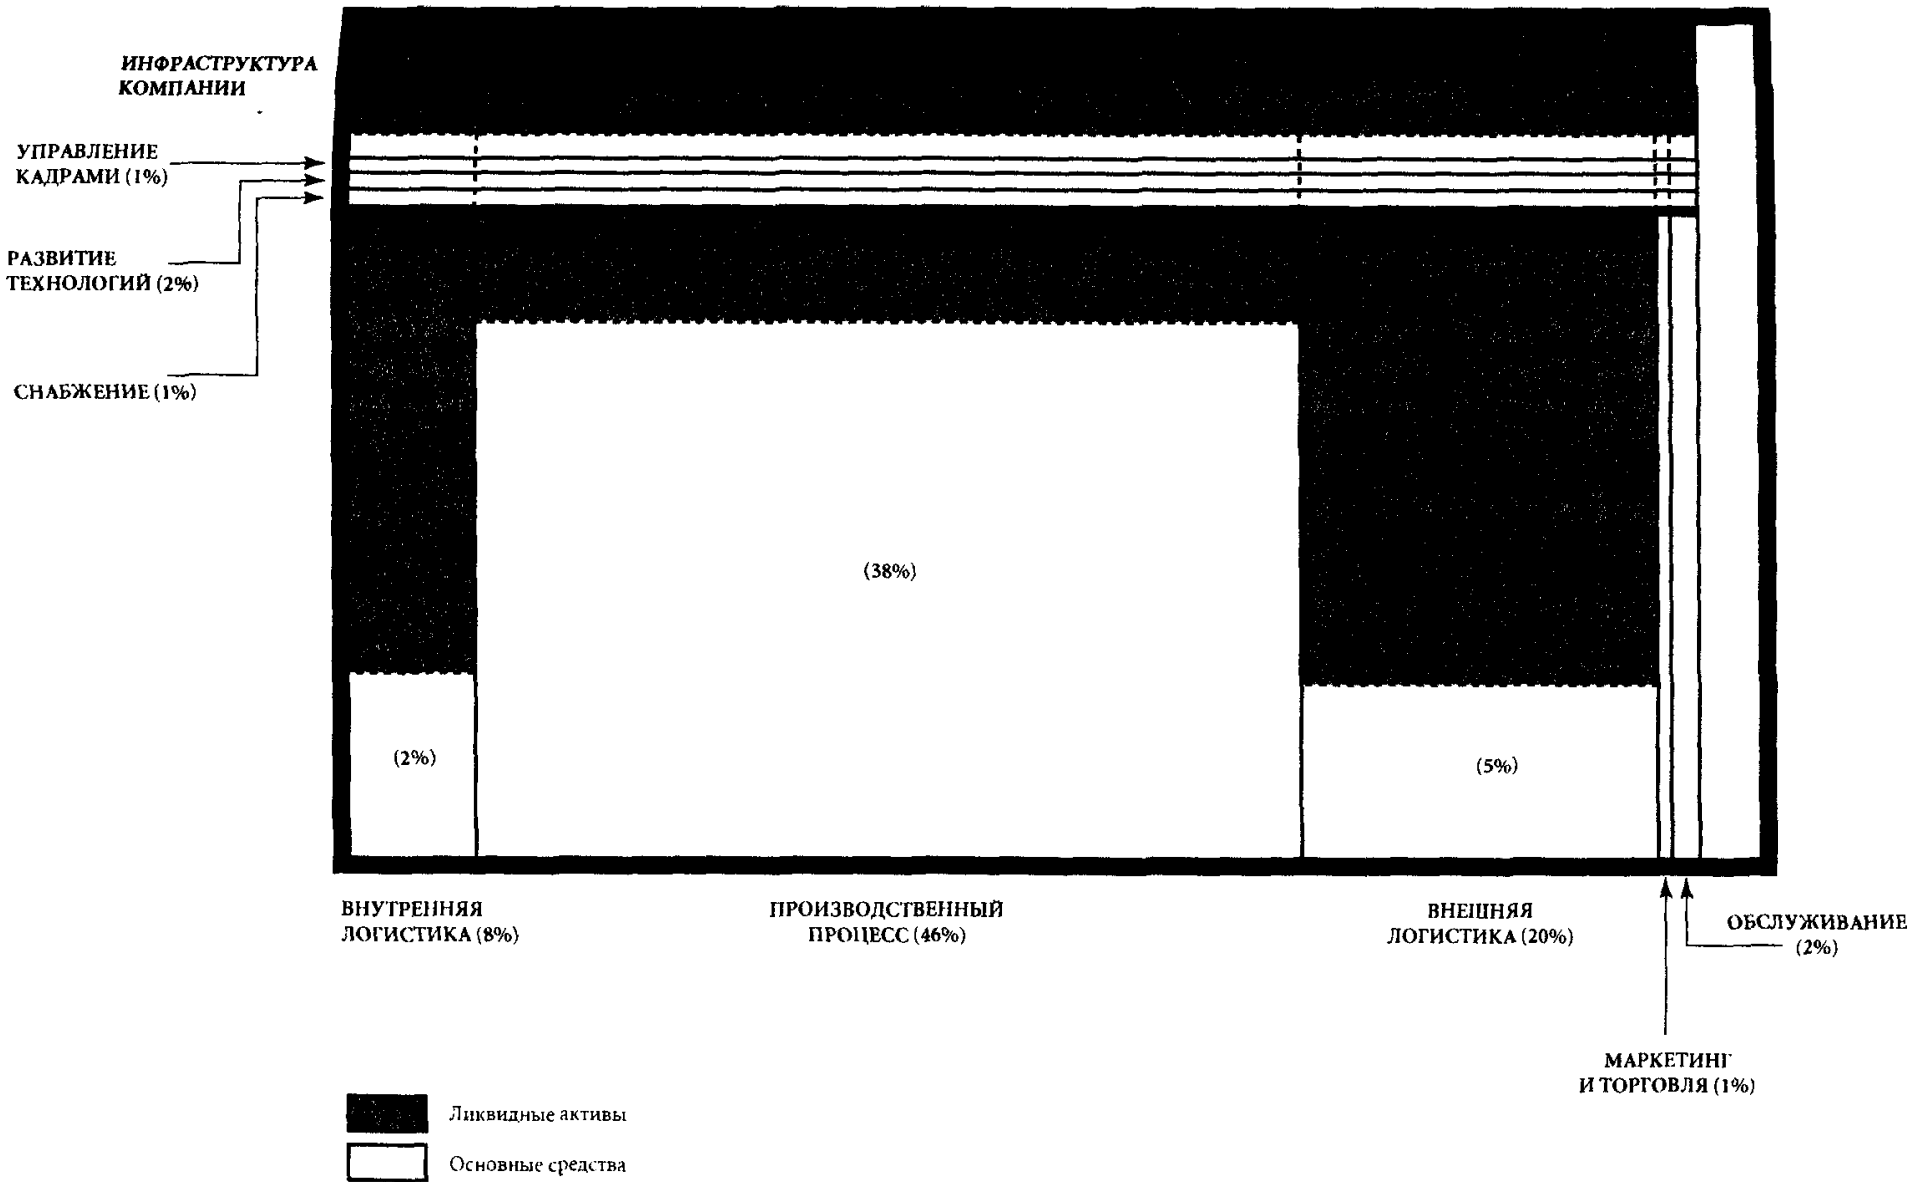 ИНФРАСТРУКТУРА
КОМПАНИИ
УПРАВЛЕНИЕ
КАДРАМИ (1%)
РАЗВИТИЕ
ТЕХНОЛОГИЙ (2%)
СНАБЖЕНИЕ (1%)
(38%)
(2%)
(5%)
ВНУТРЕННЯЯ
ЛОГИСТИКА (8%)
ПРОИЗВОДСТВЕННЫЙ
ПРОЦЕСС (46%)
ВНЕШНЯЯ
ЛОГИСТИКА (20%)
ОБСЛУЖИВАНИЕ
(2%)
МАРКЕТИНГ
И ТОРГОВЛЯ (1%)
Ликвидные активы
Основные средства